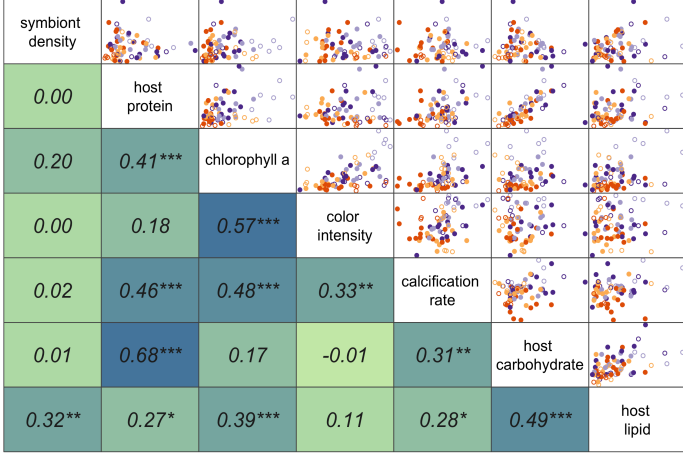 symbiont
density
0.00
host
protein
0.20
0.41***
chlorophyll a
0.00
0.18
0.57***
color
intensity
0.02
0.46***
0.48***
0.33**
calcification
rate
0.01
0.68***
0.17
-0.01
0.31**
host
carbohydrate
0.32**
0.27*
0.39***
0.11
0.28*
0.49***
host
lipid